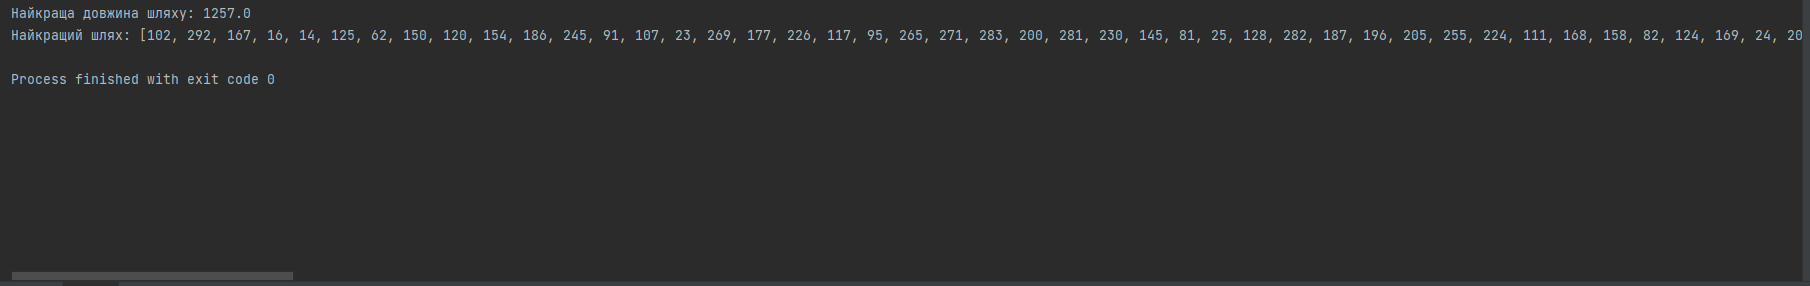 Найкраща довжина шляху: 1257.0
Найкращий шлях: [102, 292, 167, 16, 14, 125, 62, 150, 120, 154, 186, 245, 91, 107, 23, 269, 177, 226, 117, 95, 265, 271, 283, 200, 281, 230, 145, 81, 25, 128, 282, 187, 196, 205, 255, 224, 111, 168, 158, 82, 124, 169, 24, 20
Process finished with exit code 0